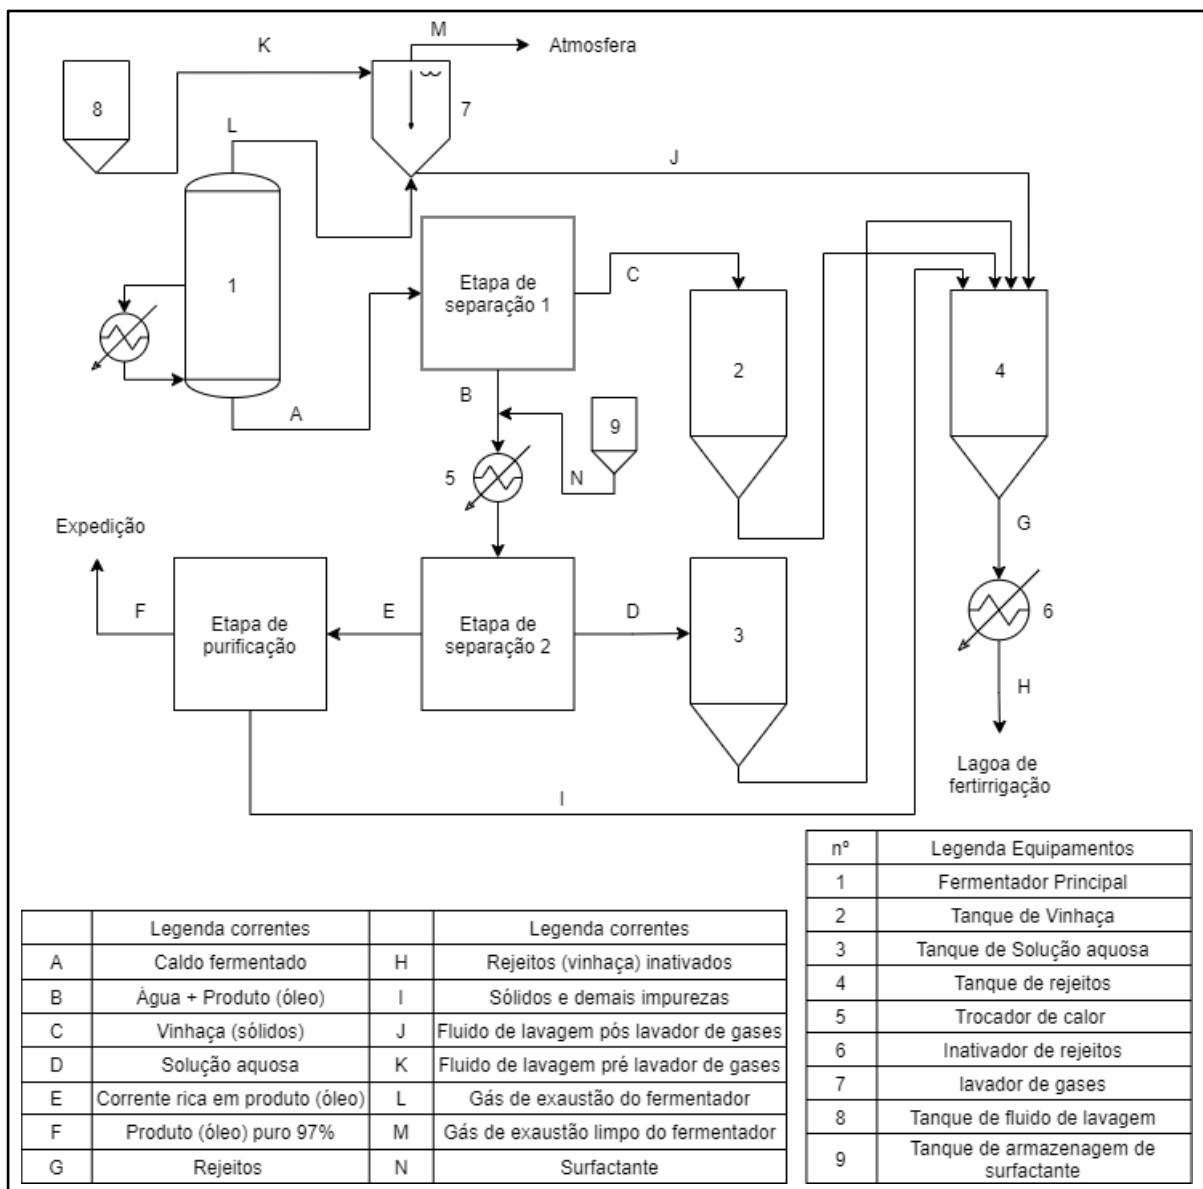 K
M
Atmosfera
8
7
L
J
1
Etapa de
separação 1
C
2
4
A
B
9
5
N
G
Expedição
6
F
Etapa de
purificação
E
Etapa de
separação 2
D
3
H
Lagoa de
fertirrigação
I
nº Legenda Equipamentos
1 Fermentador Principal
2 Tanque de Vinhaça
3 Tanque de Solução aquosa
4 Tanque de rejeitos
5 Trocador de calor
6 Inativador de rejeitos
7 lavador de gases
8 Tanque de fluido de lavagem
9 Tanque de armazenagem de
surfactante
Legenda correntes Legenda correntes
A Caldo fermentado H Rejeitos (vinhaça) inativados
B Água + Produto (óleo) I Sólidos e demais impurezas
C Vinhaça (sólidos) J Fluido de lavagem pós lavador de gases
D Solução aquosa K Fluido de lavagem pré lavador de gases
E Corrente rica em produto (óleo) L Gás de exaustão do fermentador
F Produto (óleo) puro 97% M Gás de exaustão limpo do fermentador
G Rejeitos N Surfactante